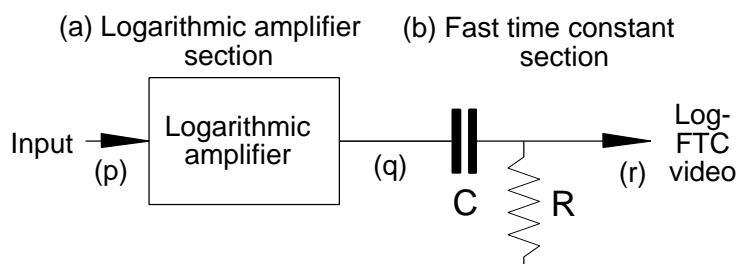 (a) Logarithmic amplifier
section
(b) Fast time constant
section
Input
(p)
Logarithmic
amplifier
(q)
C
R
(r)
Log-
FTC
video